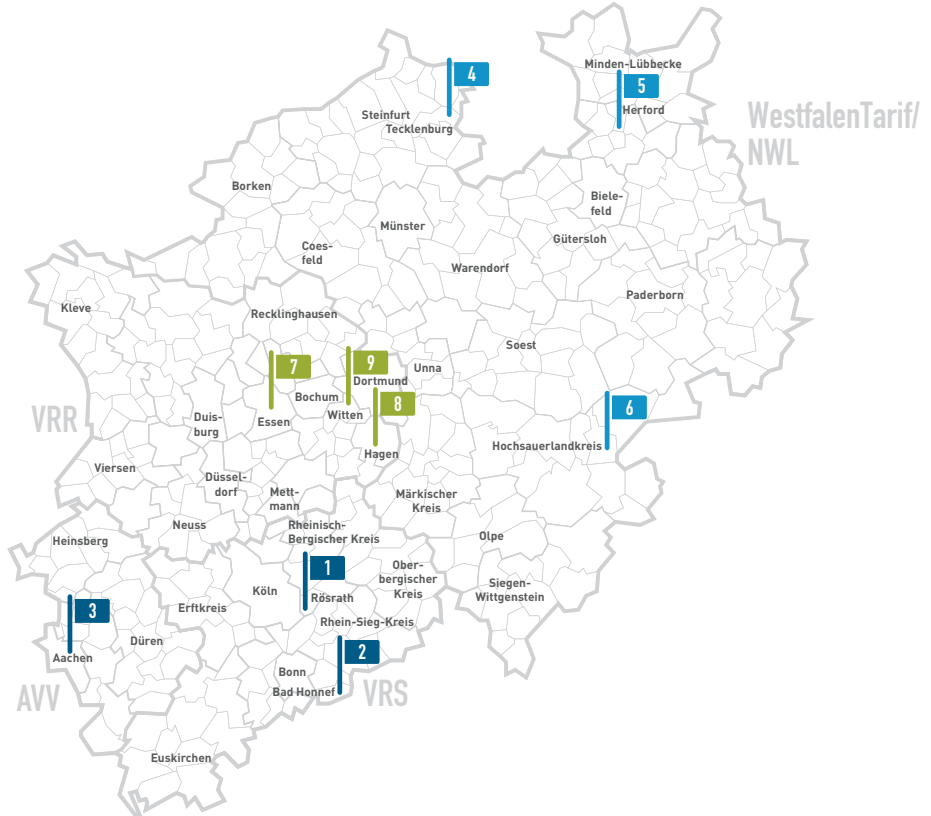 Minden-Lübbecke
4
5
Herford
Steinfurt
Tecklenburg
WestfalenTarif/
NWL
Borken
Biele-
feld
Münster
Gütersloh
Coes-
feld
Warendorf
Paderborn
Kleve
Recklinghausen
Soest
7
9
Dortmund
Unna
Bochum
8
6
VRR
Duis-
burg
Essen
Witten
Hagen
Hochsauerlandkreis
Viersen
Düssel-
dorf
Mett-
mann
Märkischer
Kreis
Neuss
Rheinisch-
Bergischer Kreis
Heinsberg
Olpe
1
Ober-
bergischer
Kreis
Köln
Rösrath
Siegen-
Wittgenstein
3
Erftkreis
Rhein-Sieg-Kreis
Düren
Aachen
2
Bonn
Bad Honnef
AVV
VRS
Euskirchen